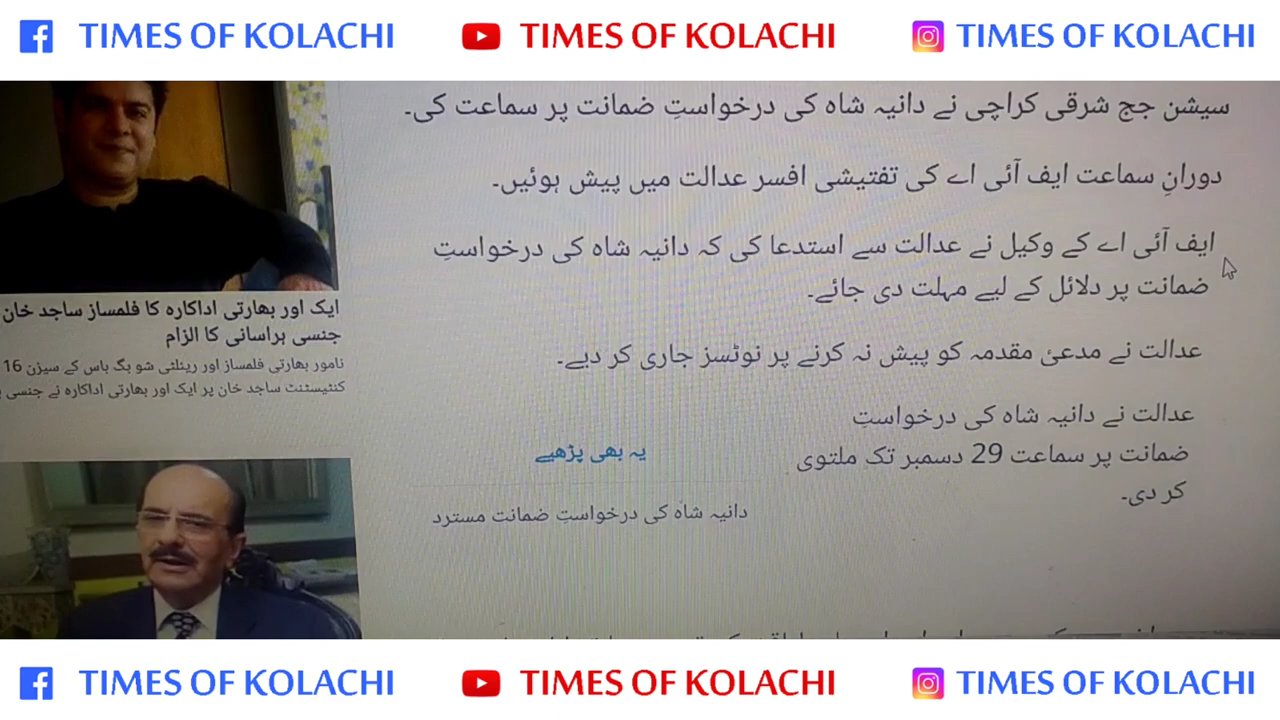 TIMES OF KOLACHI
TIMES OF KOLACHI
TIMES OF KOLACHI
سیشن جج شرقی کراچی نے دانیہ شاہ کی درخواستِ ضمانت پر سماعت کی۔
دورانِ سماعت ایف آئی اے کی تفتیشی افسر عدالت میں پیش ہوئیں۔
ایف آئی اے کے وکیل نے عدالت سے استدعا کی کہ دانیہ شاہ کی درخواستِ
ضمانت پر دلائل کے لیے مہلت دی جائے۔
عدالت نے مدعیٔ مقدمہ کو پیش نہ کرنے پر نوٹسز جاری کر دیے۔
عدالت نے دانیہ شاہ کی درخواستِ
ضمانت پر سماعت 29 دسمبر تک ملتوی
کر دی۔
یہ بھی پڑھیے
دانیہ شاہ کی درخواستِ ضمانت مسترد
ایک اور بھارتی اداکارہ کا فلمساز ساجد خان
جنسی ہراسانی کا الزام
نامور بھارتی فلمساز اور ریئلٹی شو بگ باس کے سیزن 16
کنٹیسٹنٹ ساجد خان پر ایک اور بھارتی اداکارہ نے جنسی
TIMES OF KOLACHI
TIMES OF KOLACHI
TIMES OF KOLACHI